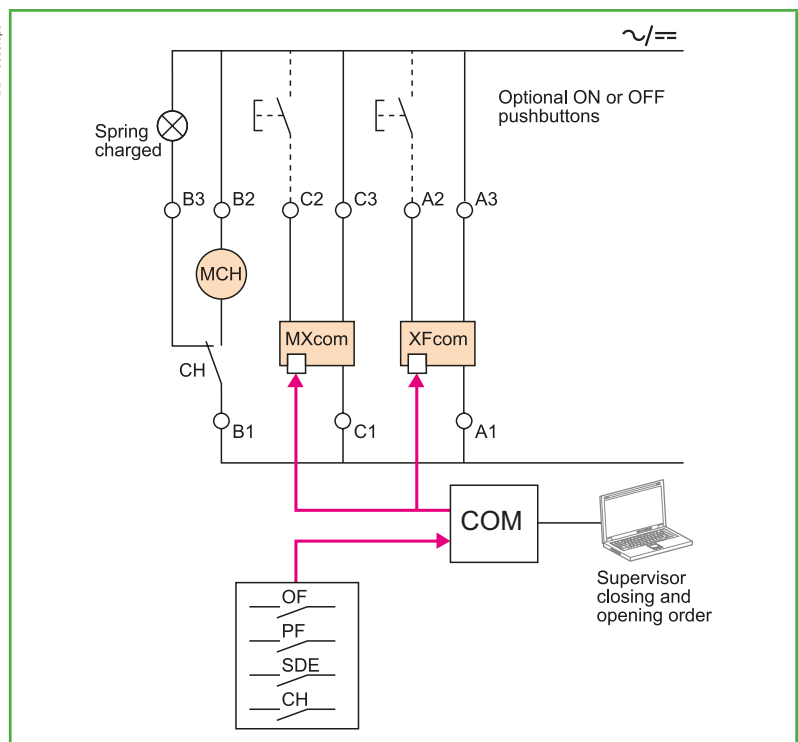 ~/==
Optional ON or OFF
pushbuttons
Spring
charged
B3
B2
C2
C3
A2
A3
MCH
MXcom
XFcom
CH
B1
C1
A1
COM
Supervisor
closing and
opening order
OF
PF
SDE
CH